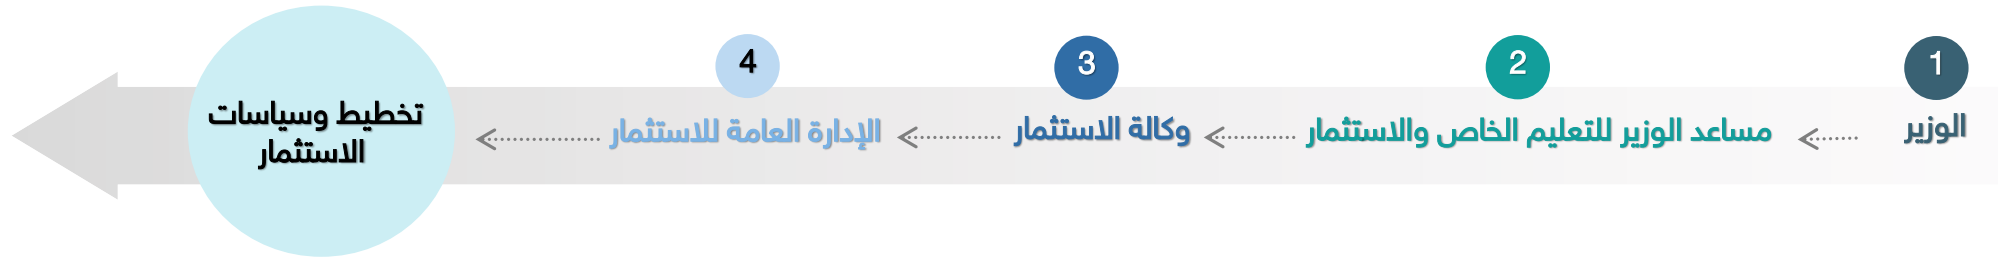 1
الوزير
2
مساعد الوزير للتعليم الخاص والاستثمار
3
وكالة الاستثمار
4
الإدارة العامة للاستثمار
تخطيط وسياسات
الاستثمار